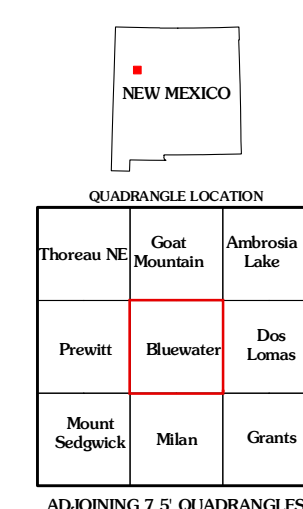 NEW MEXICO
QUADRANGLE LOCATION
Thoreau NE
Goat
Mountain
Ambrosia
Lake
Prewitt
Bluewater
Dos
Lomas
Mount
Sedgwick
Milan
Grants
ADJOINING 7.5' QUADRANGLES